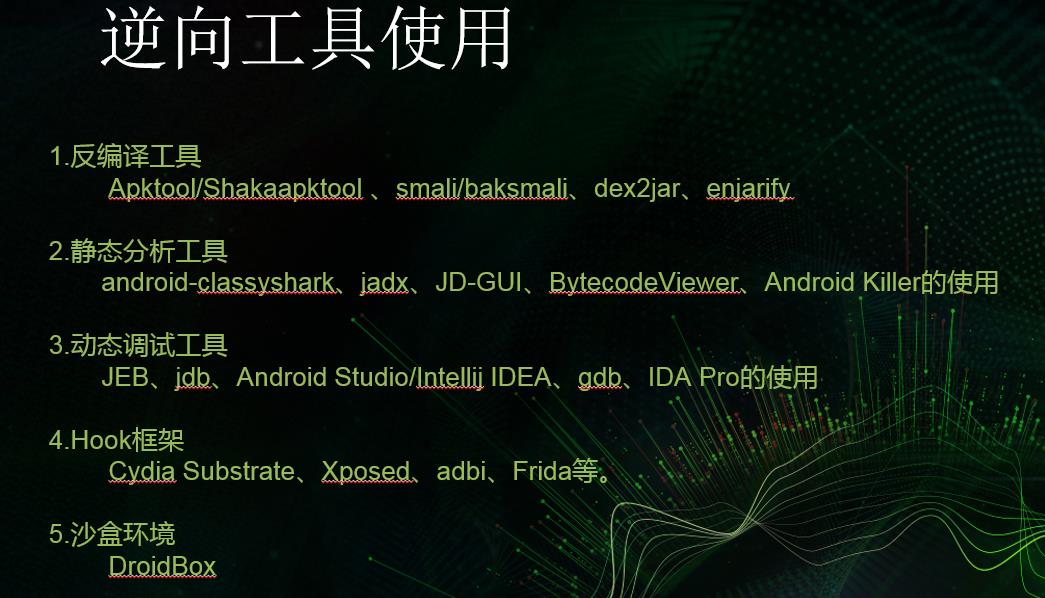 逆向工具使用
1.反编译工具
Apktool/Shakaapktool 、smali/baksmali、dex2jar、enjarify
2.静态分析工具
android-classyshark、jadx、JD-GUI、BytecodeViewer、Android Killer的使用
3.动态调试工具
JEB、jdb、Android Studio/Intellij IDEA、gdb、IDA Pro的使用
4.Hook框架
Cydia Substrate、Xposed、adbi、Frida等。
5.沙盒环境
DroidBox